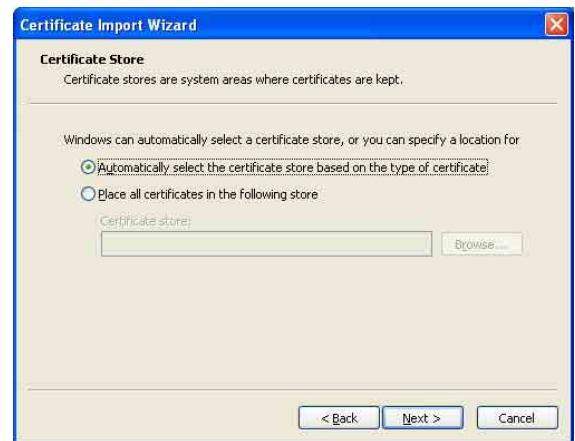 Certificate Import Wizard
Certificate Store
Certificate stores are system areas where certificates are kept.
Windows can automatically select a certificate store, or you can specify a location for
Automatically select the certificate store based on the type of certificate
Place all certificates in the following store
Certificate store:
Browse...
< Back
Next >
Cancel